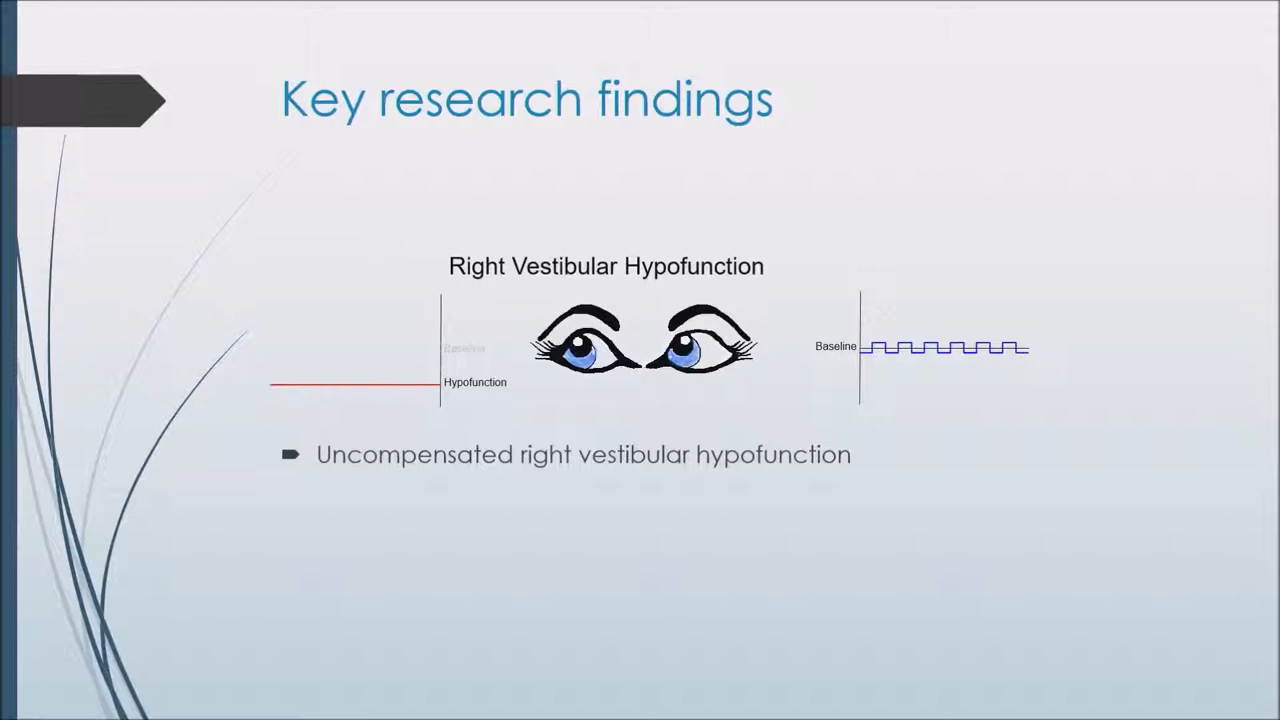 Key research findings
Right Vestibular Hypofunction
Baseline
Hypofunction
Baseline
Uncompensated right vestibular hypofunction